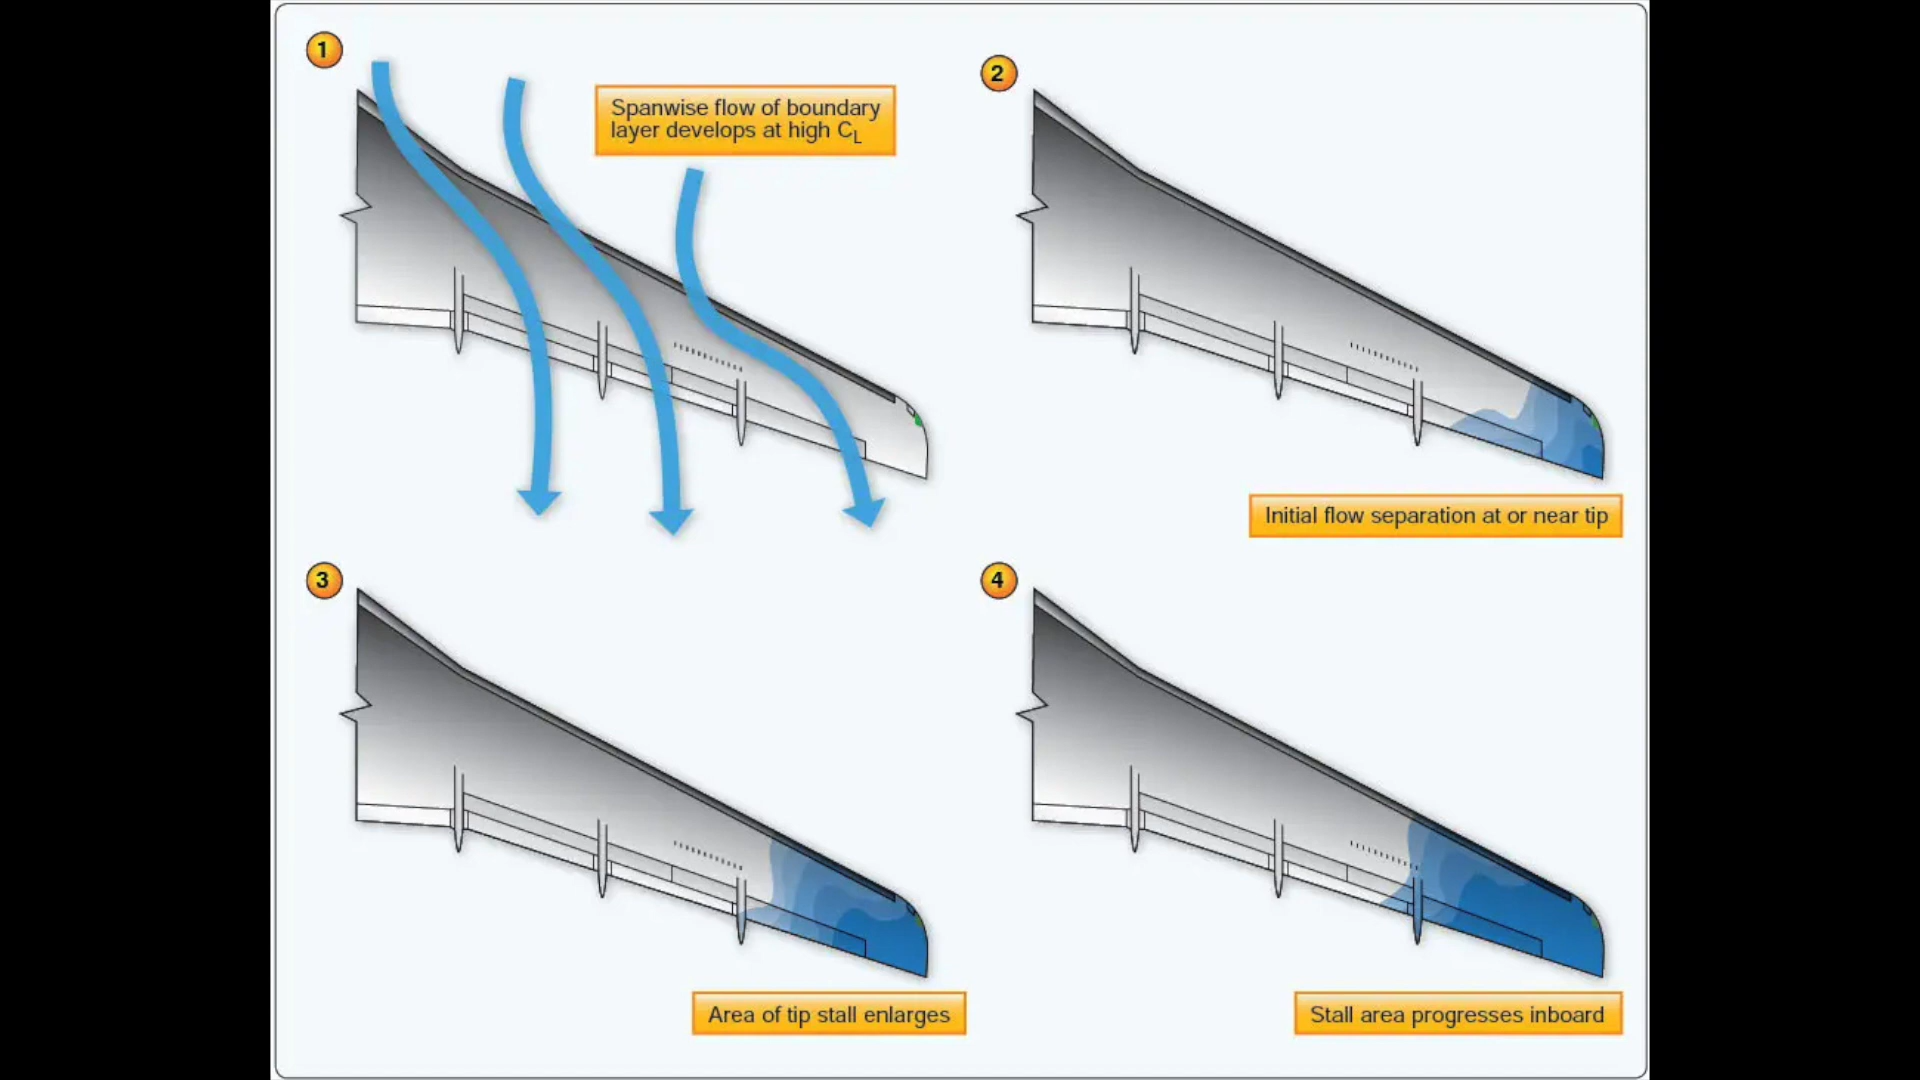 1
Spanwise flow of boundary
layer develops at high CL
2
Initial flow separation at or near tip
3
Area of tip stall enlarges
4
Stall area progresses inboard